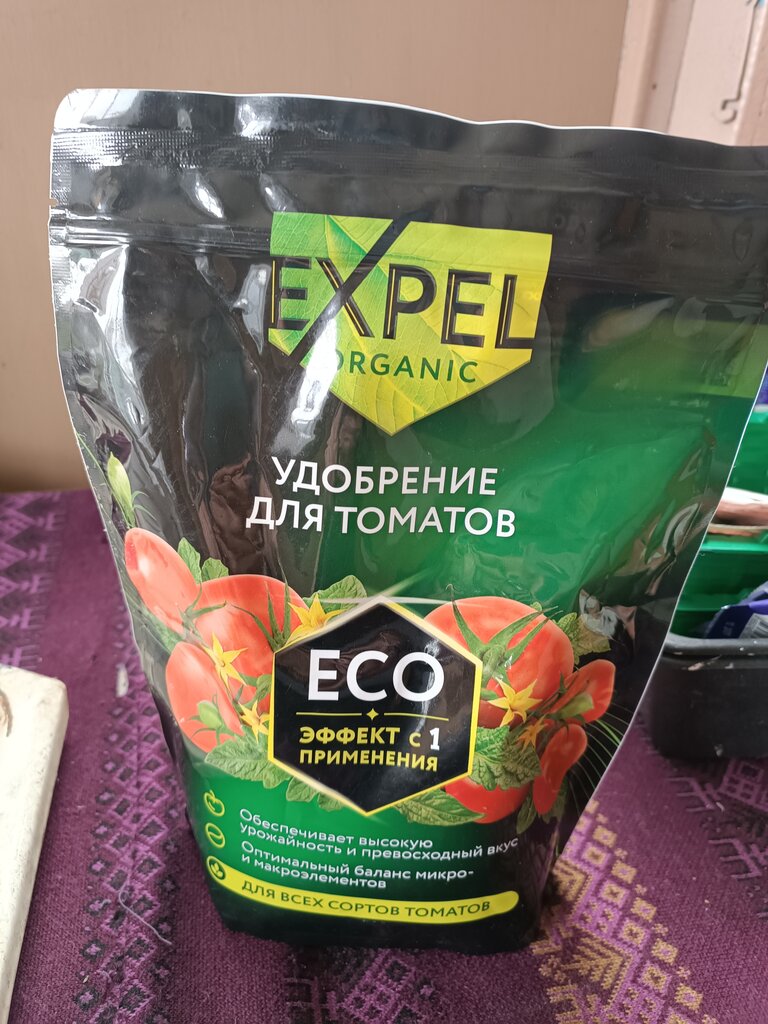 EXPEL
ORGANIC
УДОБРЕНИЕ
ДЛЯ ТОМАТОВ
ECO
ЭФФЕКТ с 1
ПРИМЕНЕНИЯ
Обеспечивает высокую
урожайность и превосходный вкус
Оптимальный баланс микро-
и макроэлементов
ДЛЯ ВСЕХ СОРТОВ ТОМАТОВ